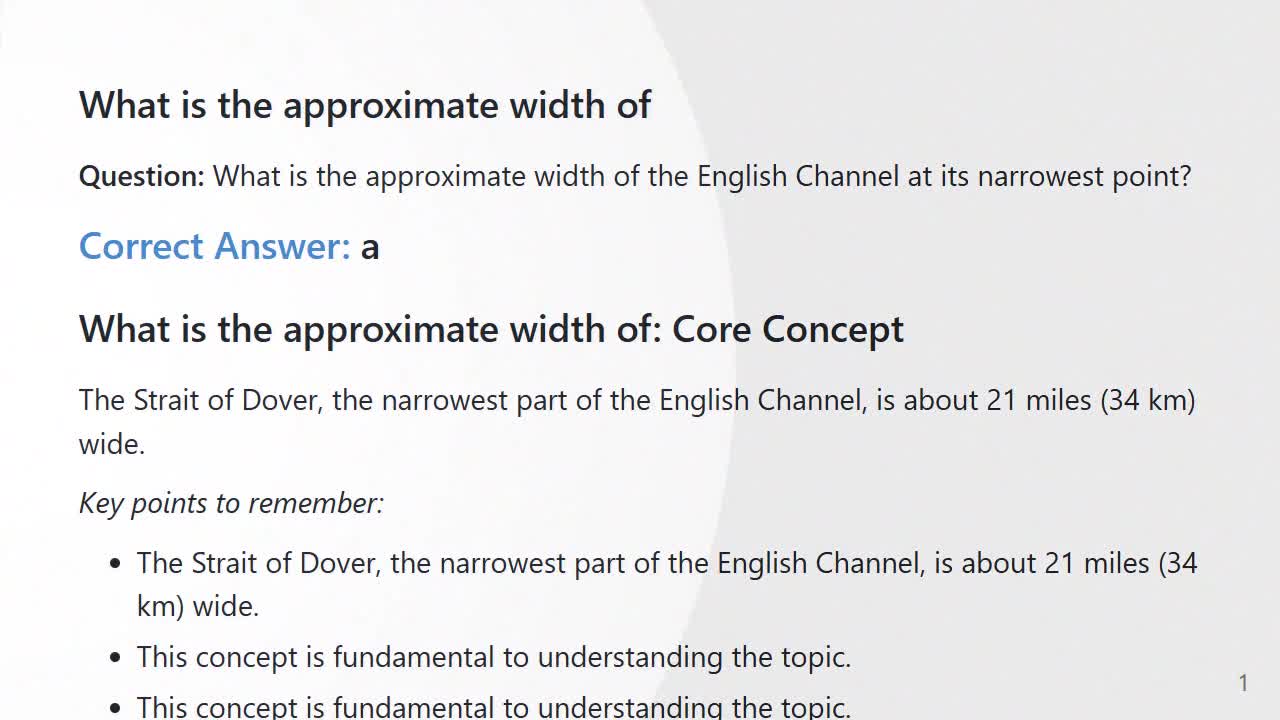 What is the approximate width of
Question: What is the approximate width of the English Channel at its narrowest point?
Correct Answer: a
What is the approximate width of: Core Concept
The Strait of Dover, the narrowest part of the English Channel, is about 21 miles (34 km)
wide.
Key points to remember:
• The Strait of Dover, the narrowest part of the English Channel, is about 21 miles (34
km) wide.
• This concept is fundamental to understanding the topic.
• This concept is fundamental to understanding the topic.
1